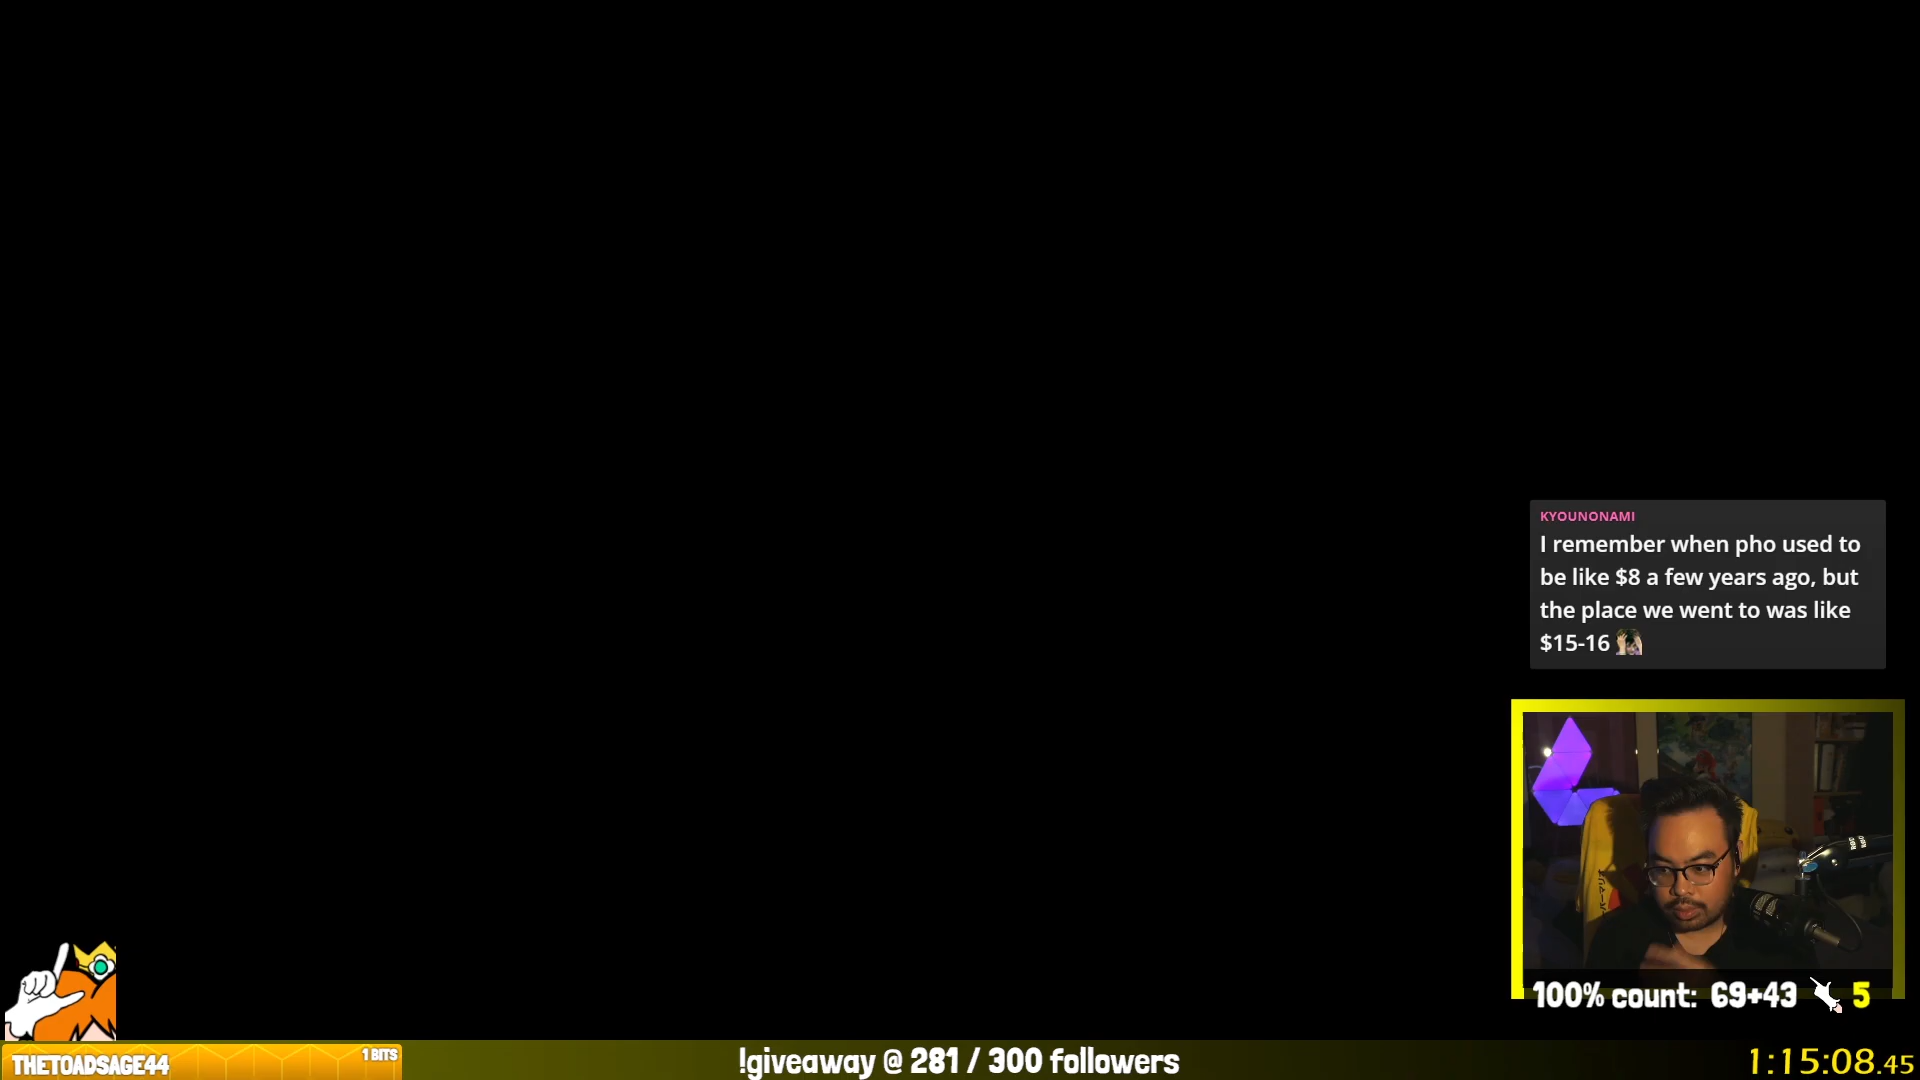 KYOUNONAMI
I remember when pho used to
be like $8 a few years ago, but
the place we went to was like
$15-16
100% count: 69+43 5
THETOADSAGE44
1 BITS
!giveaway @ 281 / 300 followers
1:15:08.45